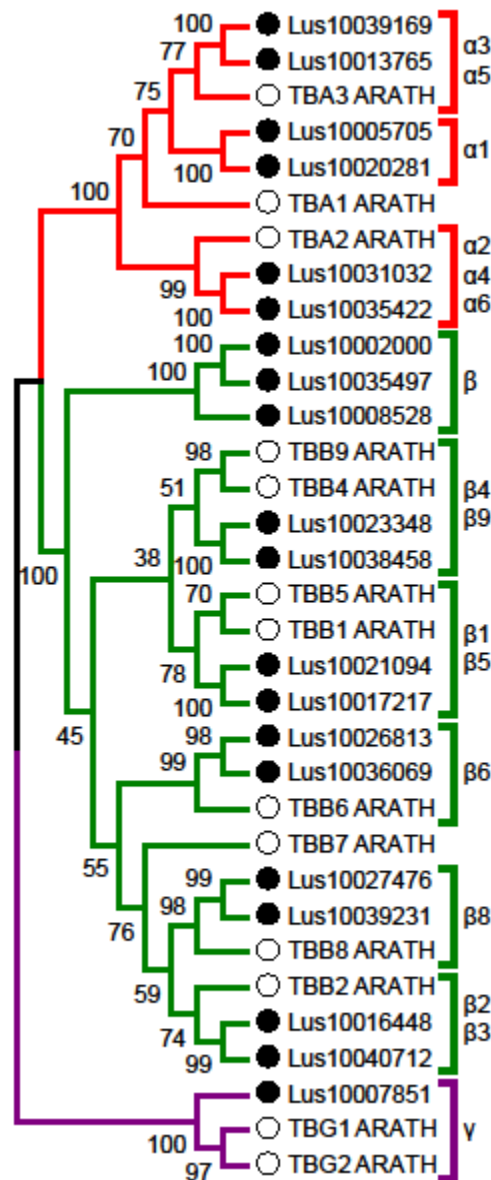 100
Lus10039169
α3
77
Lus10013765
α5
75
TBA3 ARATH
70
Lus10005705
α1
100
100
Lus10020281
TBA1 ARATH
TBA2 ARATH
α2
Lus10031032
α4
99
100
Lus10035422
α6
100
Lus10002000
100
Lus10035497
β
Lus10008528
98
TBB9 ARATH
51
TBB4 ARATH
β4
Lus10023348
β9
38
100
Lus10038458
100
70
TBB5 ARATH
TBB1 ARATH
β1
78
Lus10021094
β5
100
Lus10017217
45
98
Lus10026813
99
Lus10036069
β6
TBB6 ARATH
55
TBB7 ARATH
99
Lus10027476
98
Lus10039231
β8
76
TBB8 ARATH
59
TBB2 ARATH
β2
74
Lus10016448
β3
99
Lus10040712
Lus10007851
100
TBG1 ARATH
γ
97
TBG2 ARATH